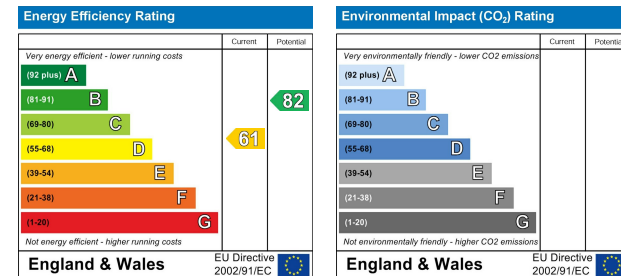 Energy Efficiency Rating
Current Potential
Very energy efficient - lower running costs
(92 plus) A
(81-91) B
82
(69-80) C
61
(55-68) D
(39-54) E
(21-38) F
(1-20) G
Not energy efficient - higher running costs
England & Wales
EU Directive
2002/91/EC
Environmental Impact (CO2) Rating
Current Potentia
Very environmentally friendly - lower CO2 emissions
(92 plus) A
(81-91) B
(69-80) C
(55-68) D
(39-54) E
(21-38) F
(1-20) G
Not environmentally friendly - higher CO2 emissions
England & Wales
EU Directive
2002/91/EC